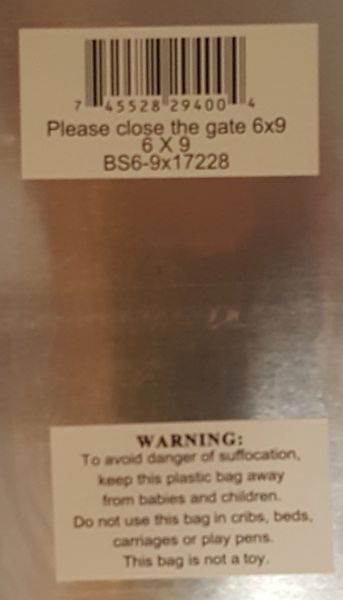 7 45528 29400 4
Please close the gate 6x9
6 X 9
BS6-9x17228
WARNING:
To avoid danger of suffocation,
keep this plastic bag away
from babies and children.
Do not use this bag in cribs, beds,
carriages or play pens.
This bag is not a toy.